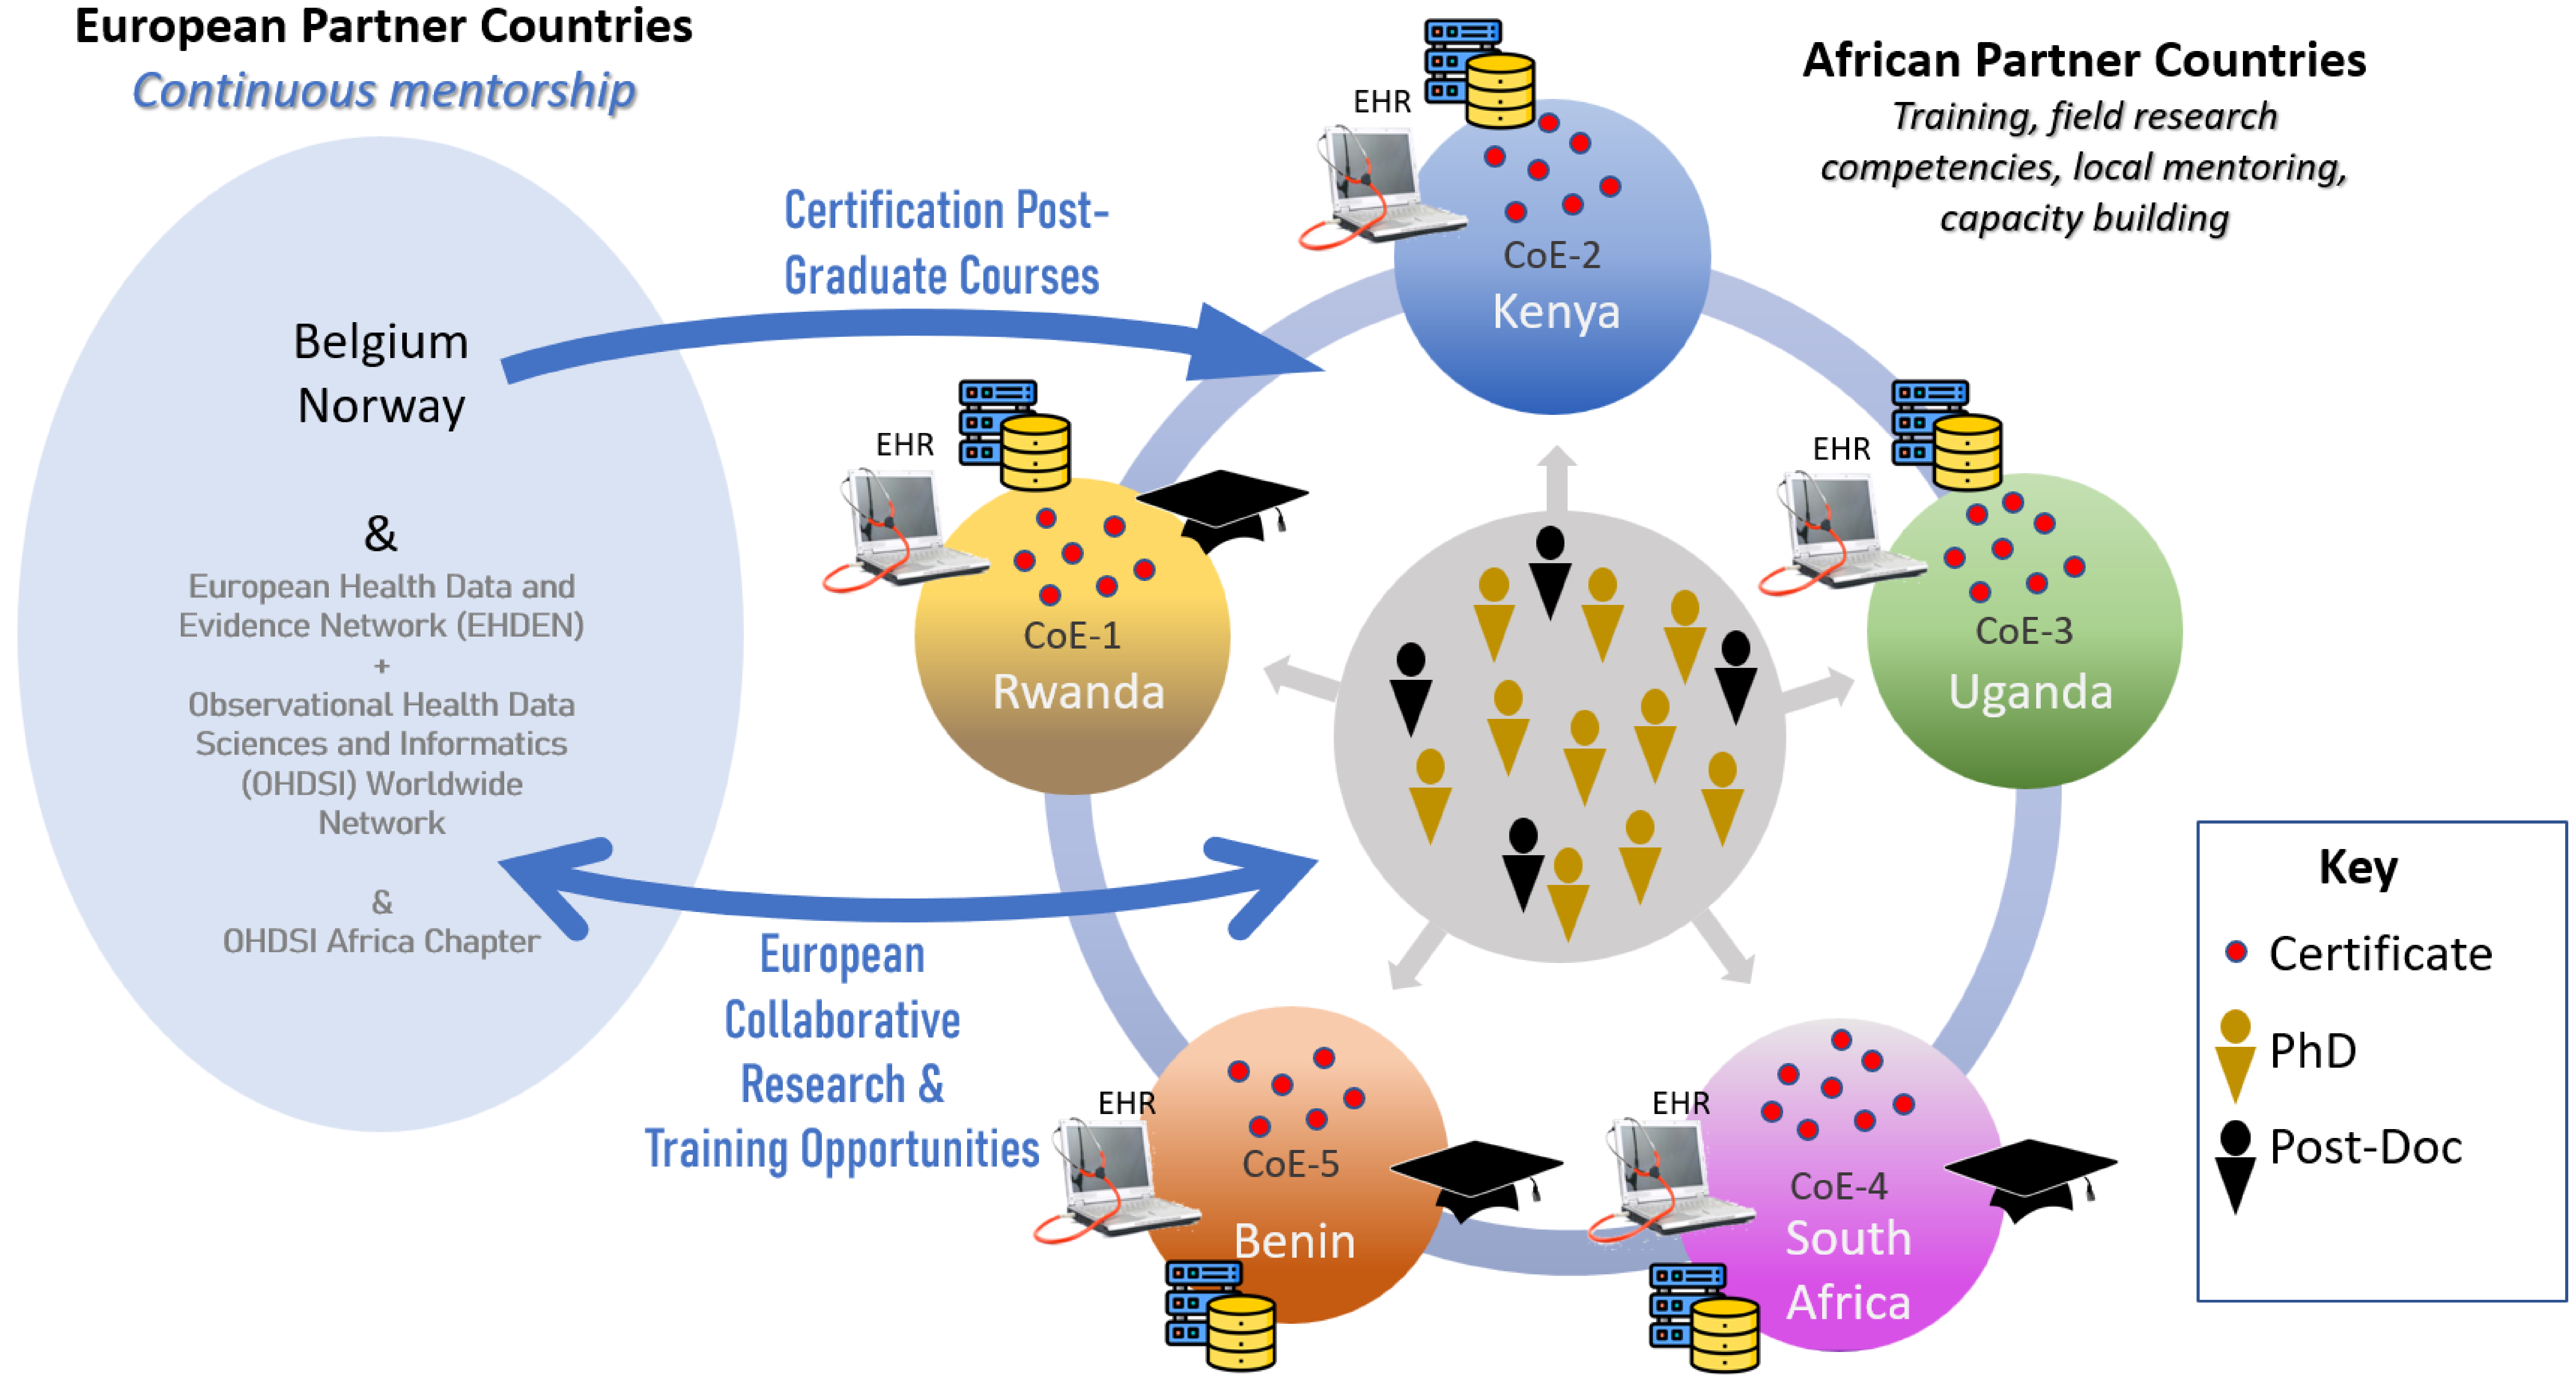 European Partner Countries
Continuous mentorship
Belgium
Norway
&
European Health Data and
Evidence Network (EHDEN)
+
Observational Health Data
Sciences and Informatics
(OHDSI) Worldwide
Network
&
OHDSI Africa Chapter
Certification Post-
Graduate Courses
European
Collaborative
Research &
Training Opportunities
African Partner Countries
Training, field research
competencies, local mentoring,
capacity building
EHR
CoE-2
Kenya
EHR
CoE-1
Rwanda
EHR
CoE-3
Uganda
EHR
CoE-5
Benin
EHR
CoE-4
South
Africa
Key
Certificate
PhD
Post-Doc